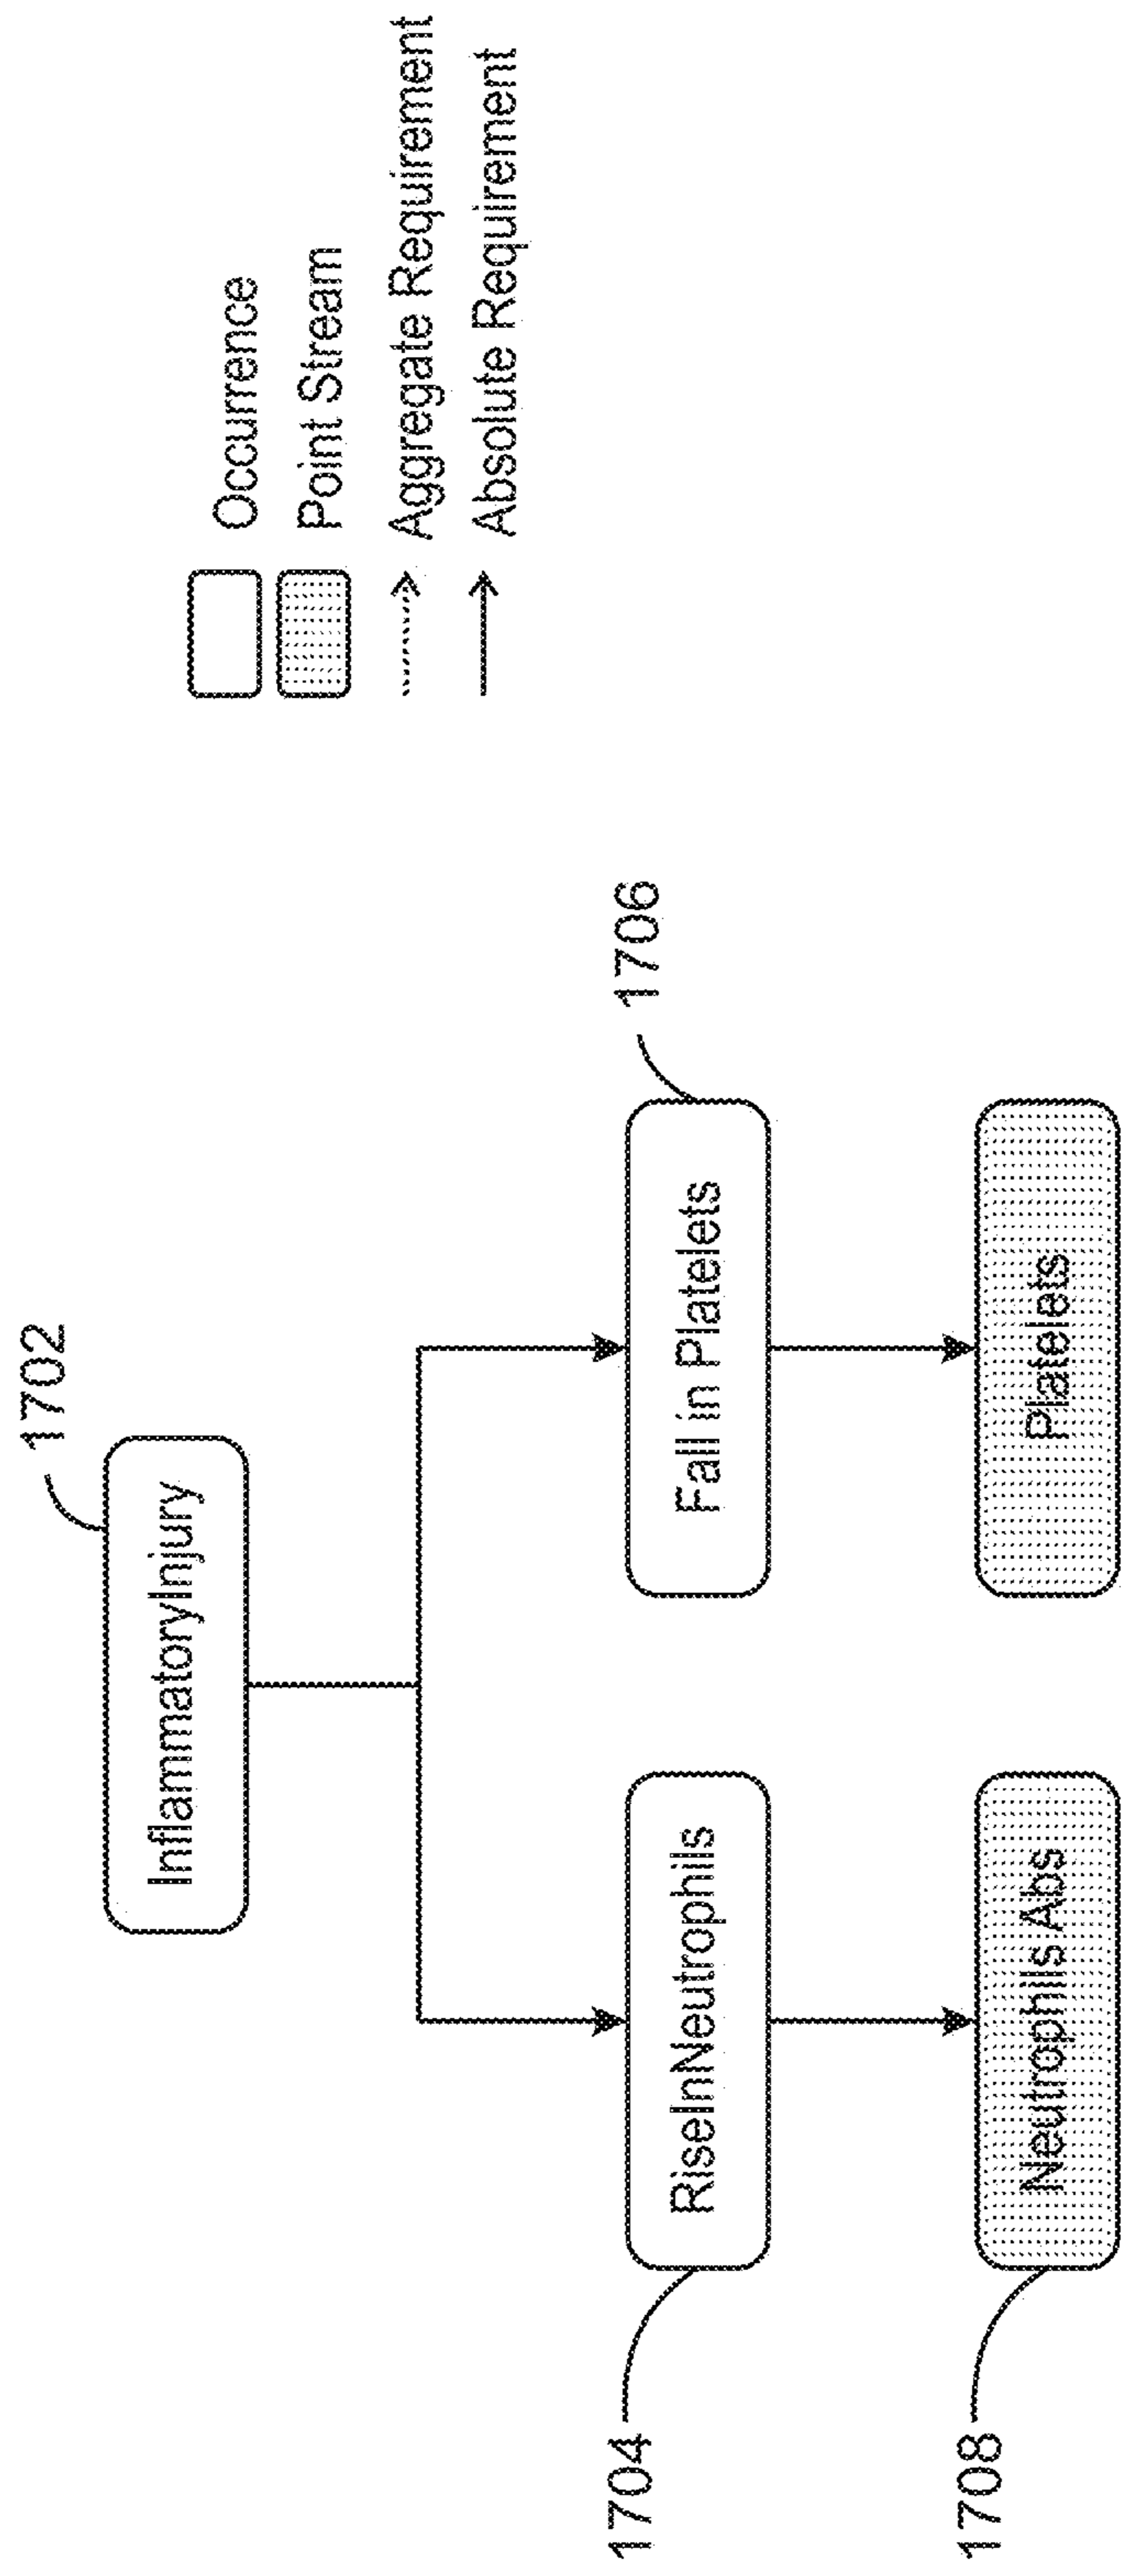 1702
InflammatoryInjury
Occurrence
Point Stream
Aggregate Requirement
Absolute Requirement
1704
RiseInNeutrophils
Fall in Platelets
1706
1708
Neutrophils Abs
Platelets